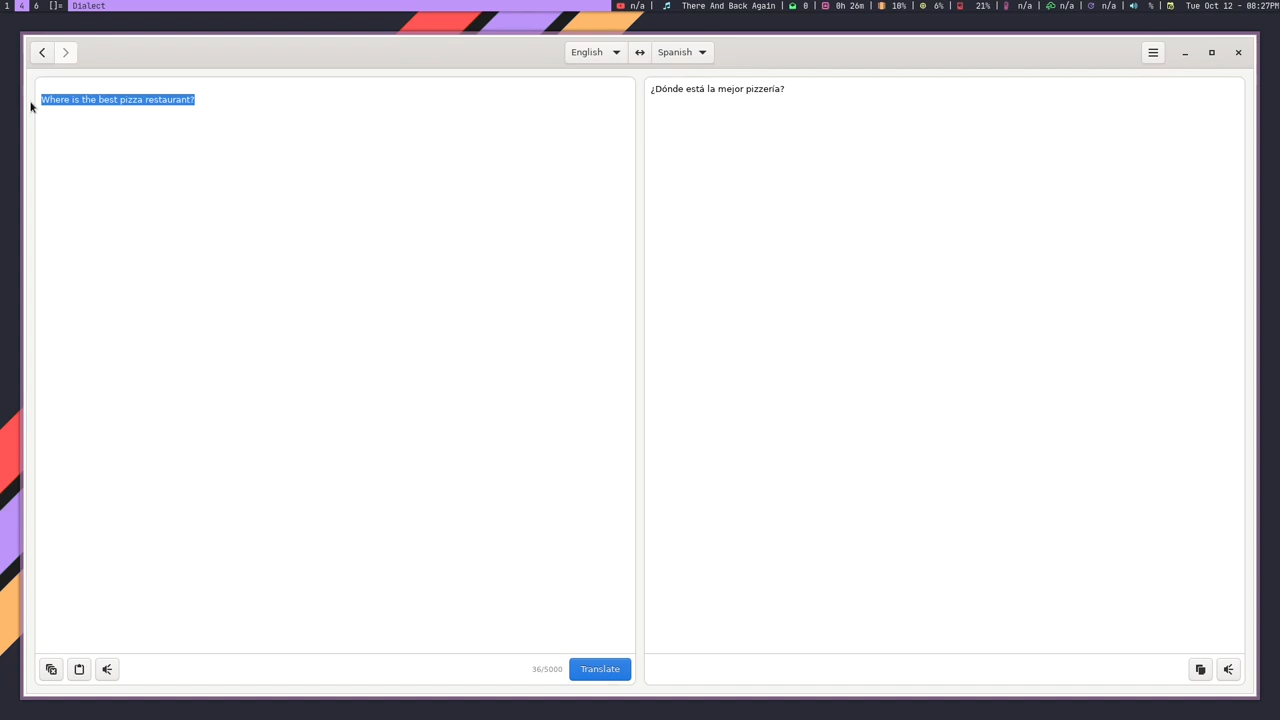 1 4 6 []= Dialect n/a | There And Back Again | 0 | 0h 26m | 10% | 6% | 21% | n/a | n/a | n/a | % | Tue Oct 12 - 08:27PM
English Spanish
Where is the best pizza restaurant?
¿Dónde está la mejor pizzería?
36/5000 Translate